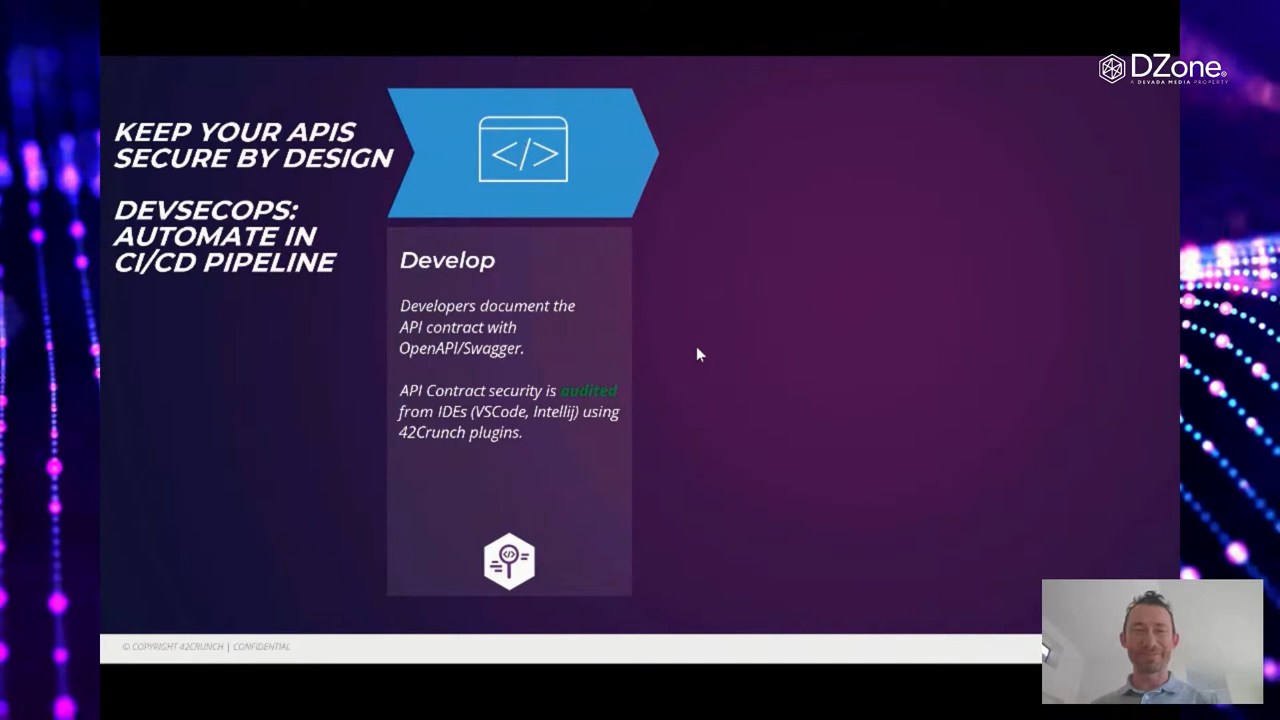 DZone.
A DEVADA MEDIA PROPERTY
KEEP YOUR APIS
SECURE BY DESIGN
DEVSECOPS:
AUTOMATE IN
CI/CD PIPELINE
</>
Develop
Developers document the
API contract with
OpenAPI/Swagger.
API Contract security is audited
from IDEs (VSCode, Intellij) using
42Crunch plugins.
</>
© COPYRIGHT 42CRUNCH | CONFIDENTIAL